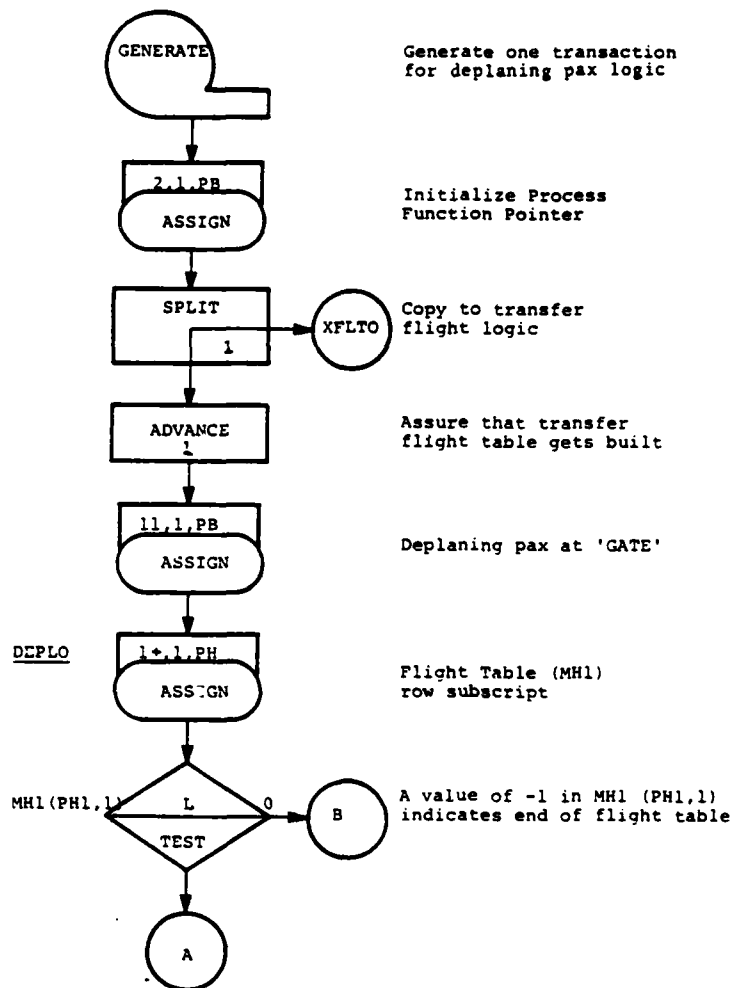 GENERATE
Generate one transaction
for deplaning pax logic
2,1,PB
ASSIGN
Initialize Process
Function Pointer
SPLIT
1
XFLTO
Copy to transfer
flight logic
ADVANCE
1
Assure that transfer
flight table gets built
11,1,PB
ASSIGN
Deplaning pax at 'GATE'
DEPLO
1+,1,PH
ASSIGN
Flight Table (MH1)
row subscript
MH1(PH1,1)
L
0
TEST
B
A value of -1 in MH1 (PH1,1)
indicates end of flight table
A